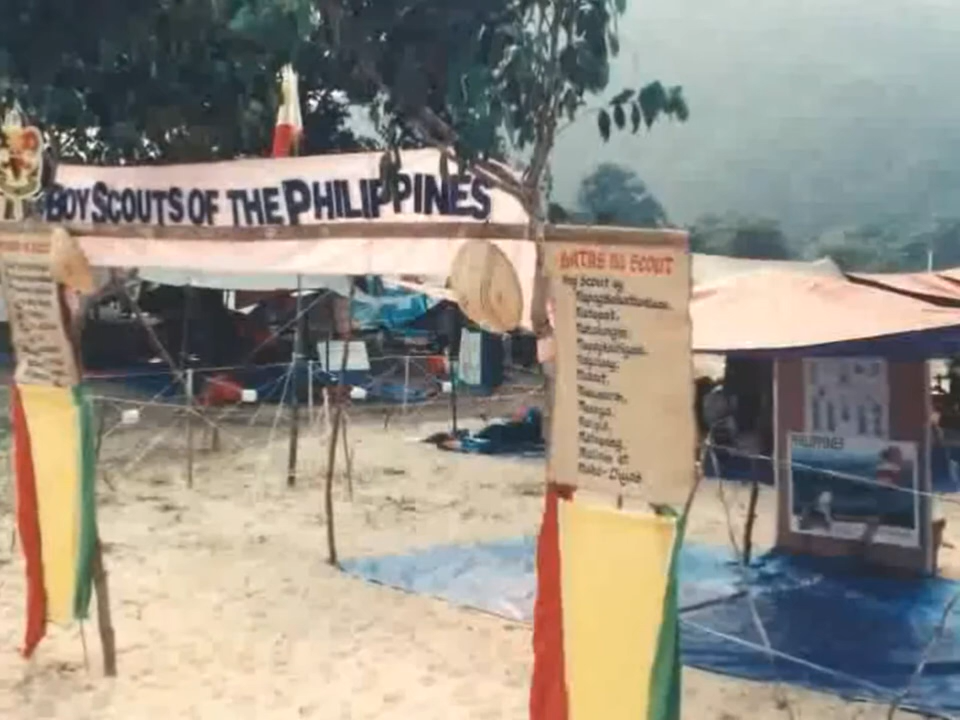 BOY SCOUTS OF THE PHILIPPINES
BATAS NG SCOUT
Ang Scout ay
Mapagkakatiwalaan,
Matapat,
Matulungin,
Mapagkaibigan,
Magalang,
Mabait,
Masunurin,
Masaya,
Matipid,
Matapang,
Malinis at
Maka-Diyos
PHILIPPINES